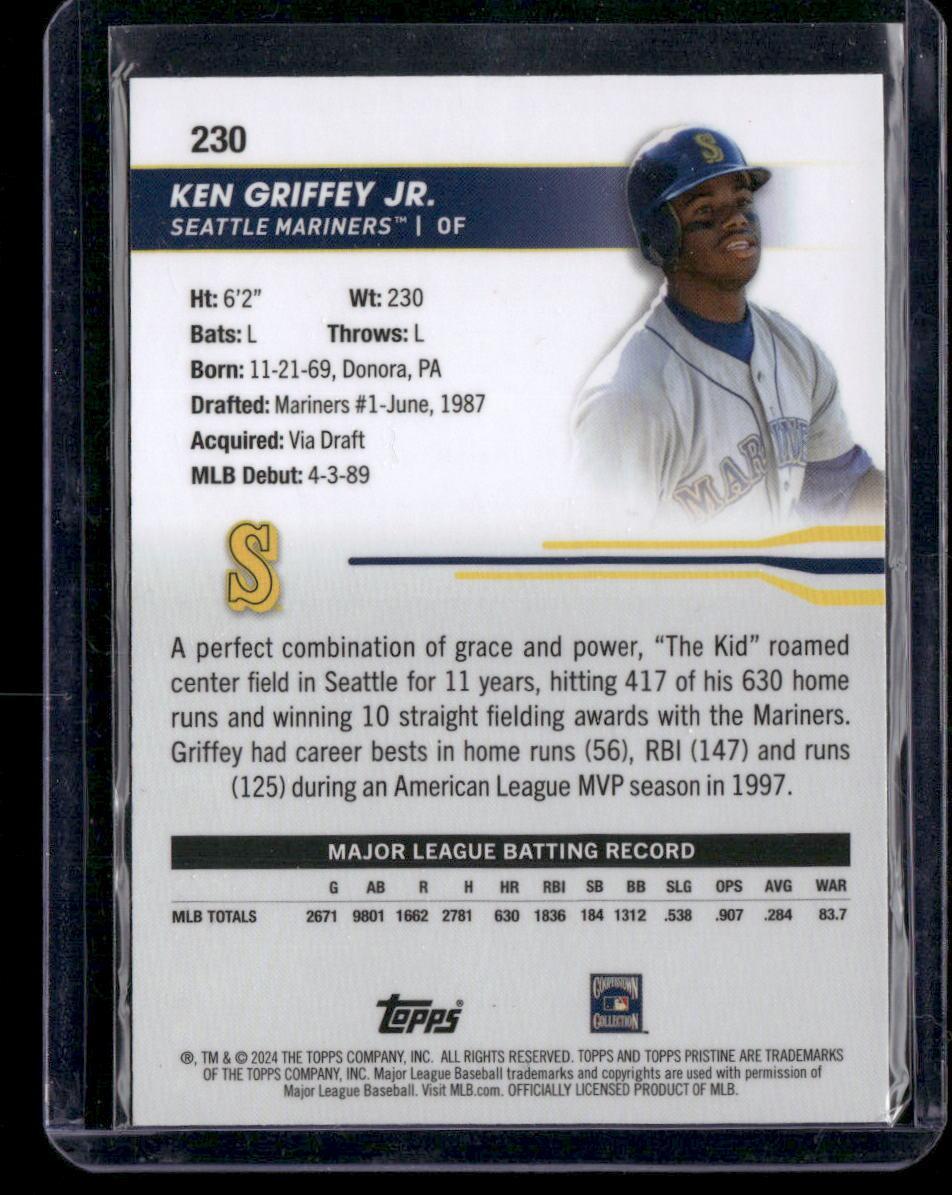 230
KEN GRIFFEY JR.
SEATTLE MARINERS™ | OF
S
Ht: 6'2" Wt: 230
Bats: L Throws: L
Born: 11-21-69, Donora, PA
Drafted: Mariners #1-June, 1987
Acquired: Via Draft
MLB Debut: 4-3-89
MARINE
S
A perfect combination of grace and power, “The Kid” roamed
center field in Seattle for 11 years, hitting 417 of his 630 home
runs and winning 10 straight fielding awards with the Mariners.
Griffey had career bests in home runs (56), RBI (147) and runs
(125) during an American League MVP season in 1997.
MAJOR LEAGUE BATTING RECORD
G AB R H HR RBI SB BB SLG OPS AVG WAR
MLB TOTALS 2671 9801 1662 2781 630 1836 184 1312 .538 .907 .284 83.7
Topps®
COOPERSTOWN
COLLECTION
®, TM & © 2024 THE TOPPS COMPANY, INC. ALL RIGHTS RESERVED. TOPPS AND TOPPS PRISTINE ARE TRADEMARKS
OF THE TOPPS COMPANY, INC. Major League Baseball trademarks and copyrights are used with permission of
Major League Baseball. Visit MLB.com. OFFICIALLY LICENSED PRODUCT OF MLB.